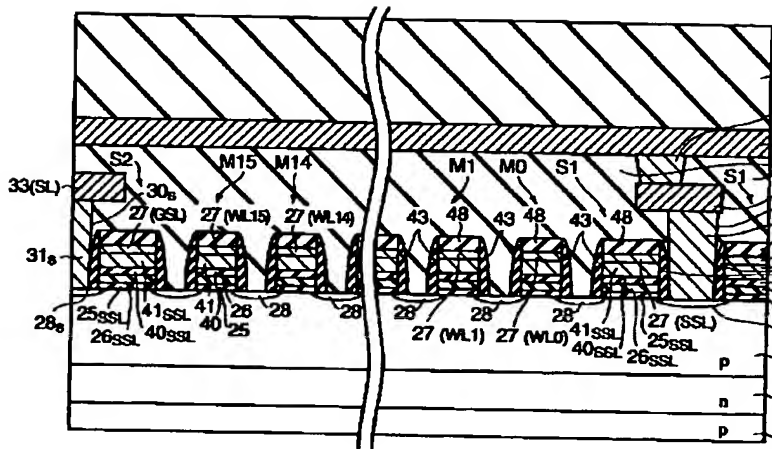 S2 M15 M14 M1 M0 S1 S1
33(SL) 30s
27 (GSL) 27 (WL15) 27 (WL14) 43 48 43 48 43 48
31s
28s 25SSL 41SSL 41 26 28 28 28 28 28 41SSL 27 (SSL)
26SSL 40SSL 40 25 27 (WL1) 27 (WL0) 40SSL 25SSL
26SSL
p
n
p